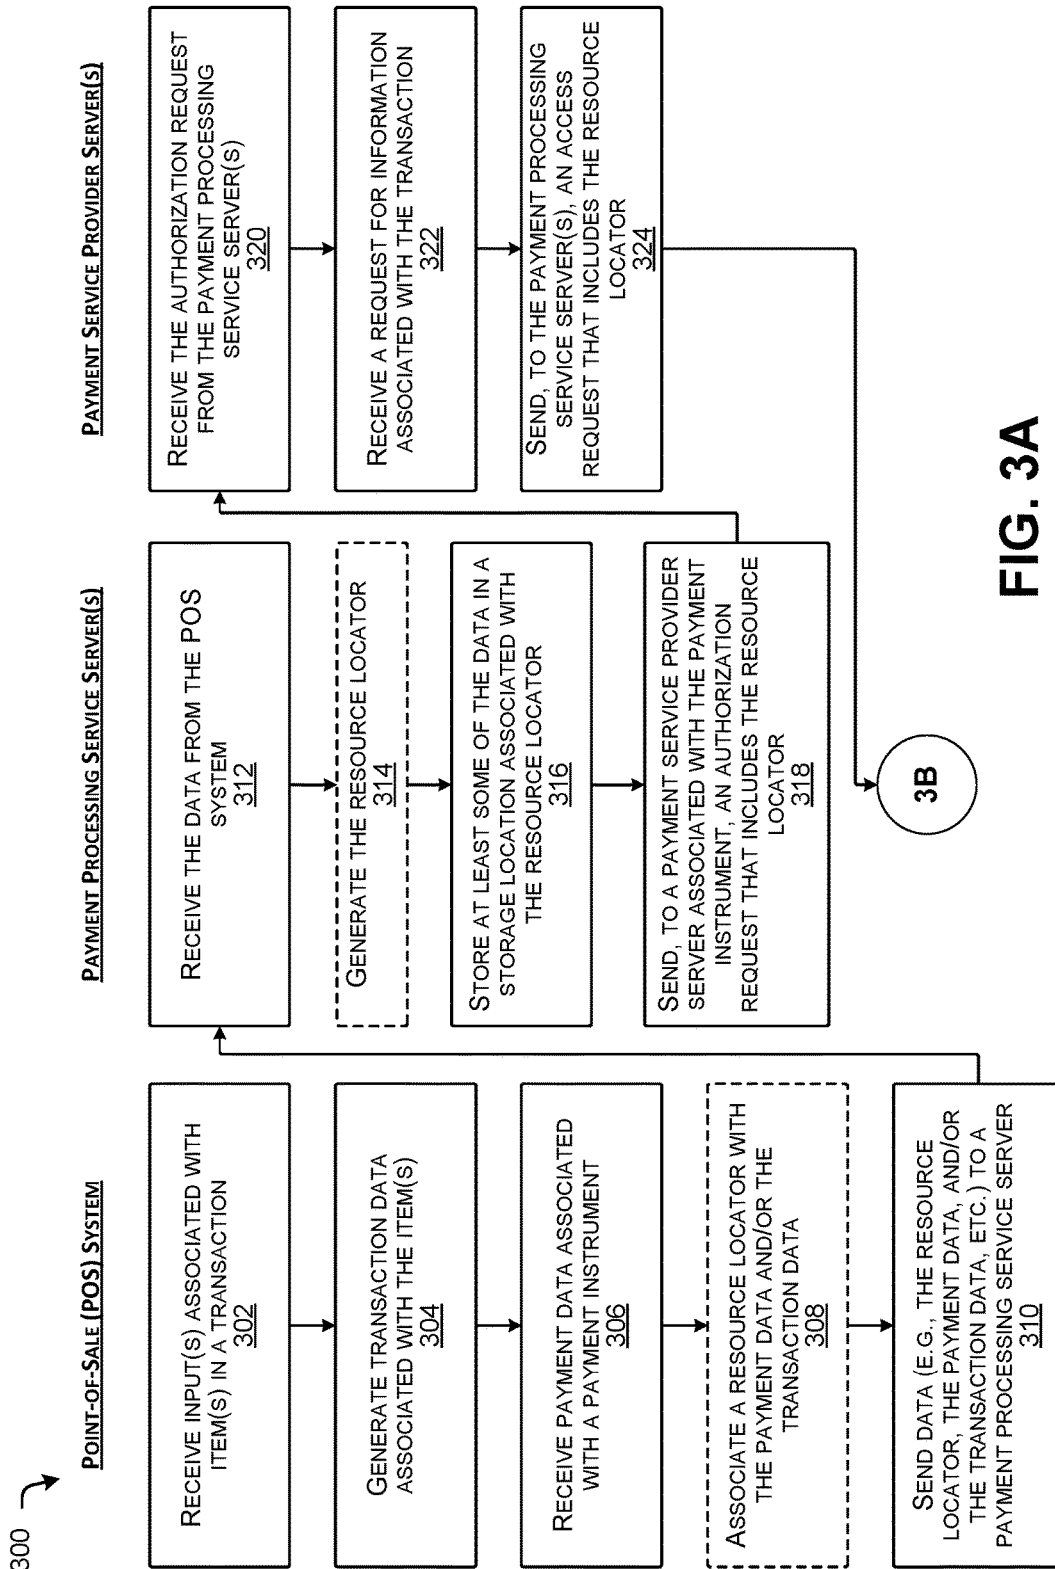 300
POINT-OF-SALE (POS) SYSTEM
RECEIVE INPUT(S) ASSOCIATED WITH
ITEM(S) IN A TRANSACTION
302
GENERATE TRANSACTION DATA
ASSOCIATED WITH THE ITEM(S)
304
RECEIVE PAYMENT DATA ASSOCIATED
WITH A PAYMENT INSTRUMENT
306
ASSOCIATE A RESOURCE LOCATOR WITH
THE PAYMENT DATA AND/OR THE
TRANSACTION DATA
308
SEND DATA (E.G., THE RESOURCE
LOCATOR, THE PAYMENT DATA, AND/OR
THE TRANSACTION DATA, ETC.) TO A
PAYMENT PROCESSING SERVICE SERVER
310
PAYMENT PROCESSING SERVICE SERVER(S)
RECEIVE THE DATA FROM THE POS
SYSTEM
312
GENERATE THE RESOURCE LOCATOR
314
STORE AT LEAST SOME OF THE DATA IN A
STORAGE LOCATION ASSOCIATED WITH
THE RESOURCE LOCATOR
316
SEND, TO A PAYMENT SERVICE PROVIDER
SERVER ASSOCIATED WITH THE PAYMENT
INSTRUMENT, AN AUTHORIZATION
REQUEST THAT INCLUDES THE RESOURCE
LOCATOR
318
PAYMENT SERVICE PROVIDER SERVER(S)
RECEIVE THE AUTHORIZATION REQUEST
FROM THE PAYMENT PROCESSING
SERVICE SERVER(S)
320
RECEIVE A REQUEST FOR INFORMATION
ASSOCIATED WITH THE TRANSACTION
322
SEND, TO THE PAYMENT PROCESSING
SERVICE SERVER(S), AN ACCESS
REQUEST THAT INCLUDES THE RESOURCE
LOCATOR
324
3B
FIG. 3A